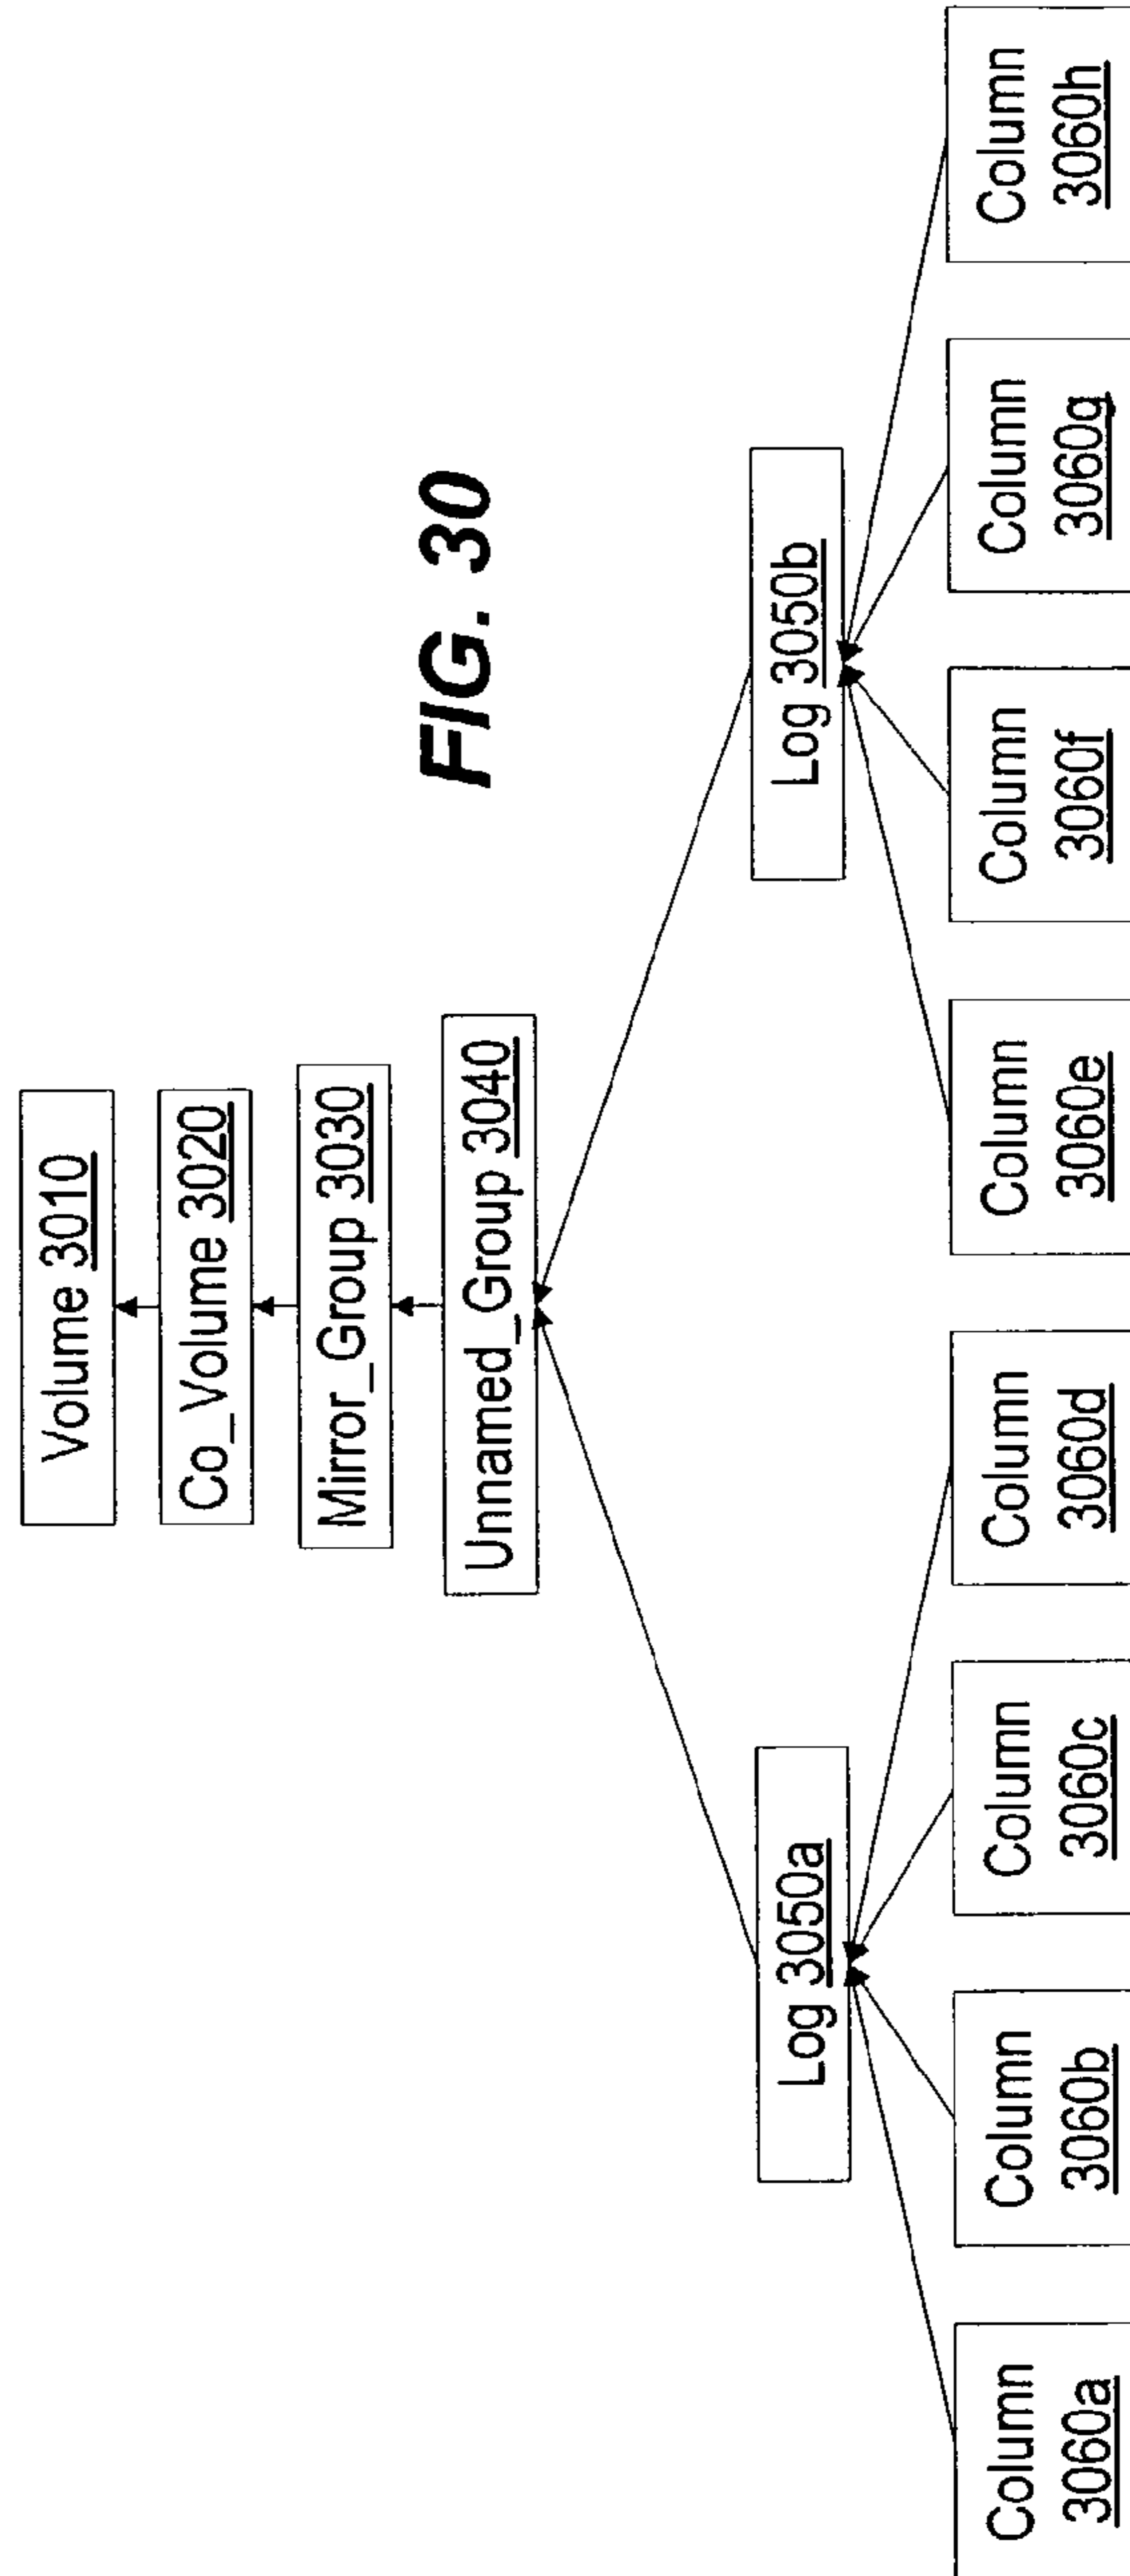 Volume 3010
Co_Volume 3020
Mirror_Group 3030
Unnamed_Group 3040
FIG. 30
Log 3050a
Log 3050b
Column
3060a
Column
3060b
Column
3060c
Column
3060d
Column
3060e
Column
3060f
Column
3060g
Column
3060h